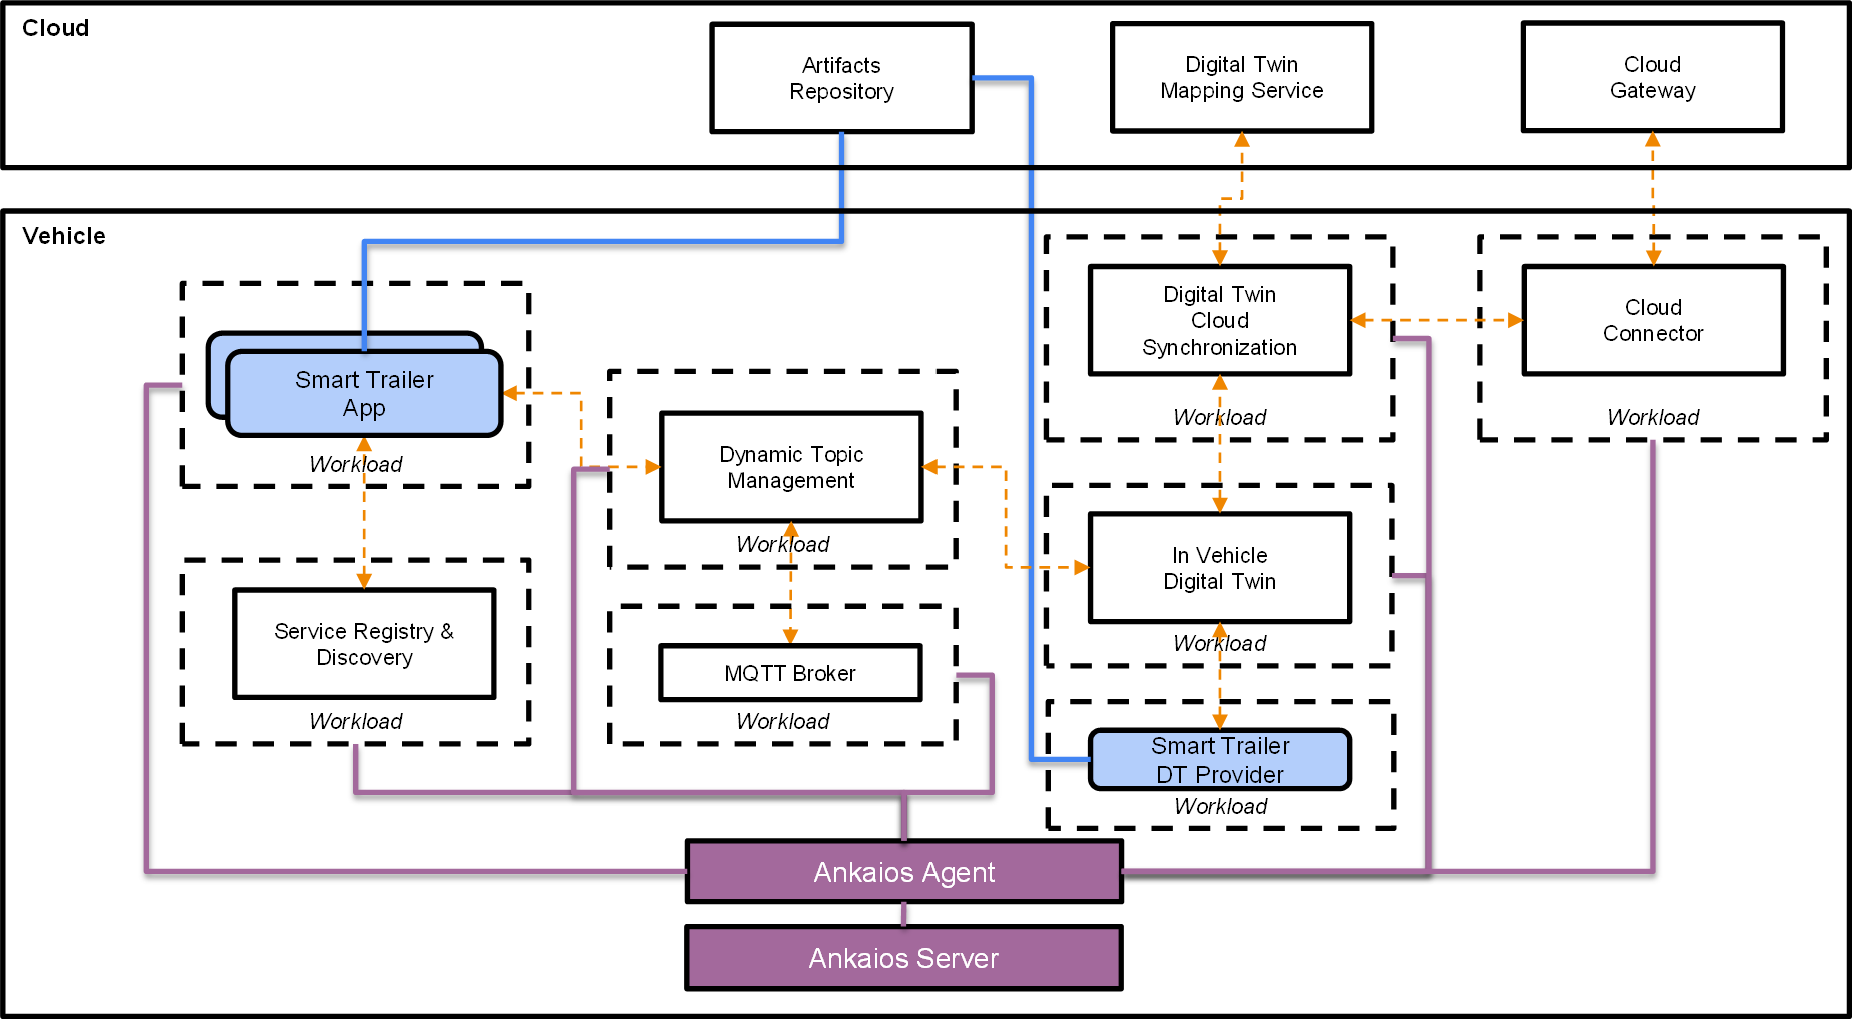 Cloud
Artifacts
Repository
Digital Twin
Mapping Service
Cloud
Gateway
Vehicle
Smart Trailer
App
Workload
Service Registry &
Discovery
Workload
Dynamic Topic
Management
Workload
MQTT Broker
Workload
Digital Twin
Cloud
Synchronization
Workload
Cloud
Connector
Workload
In Vehicle
Digital Twin
Workload
Smart Trailer
DT Provider
Workload
Ankaios Agent
Ankaios Server